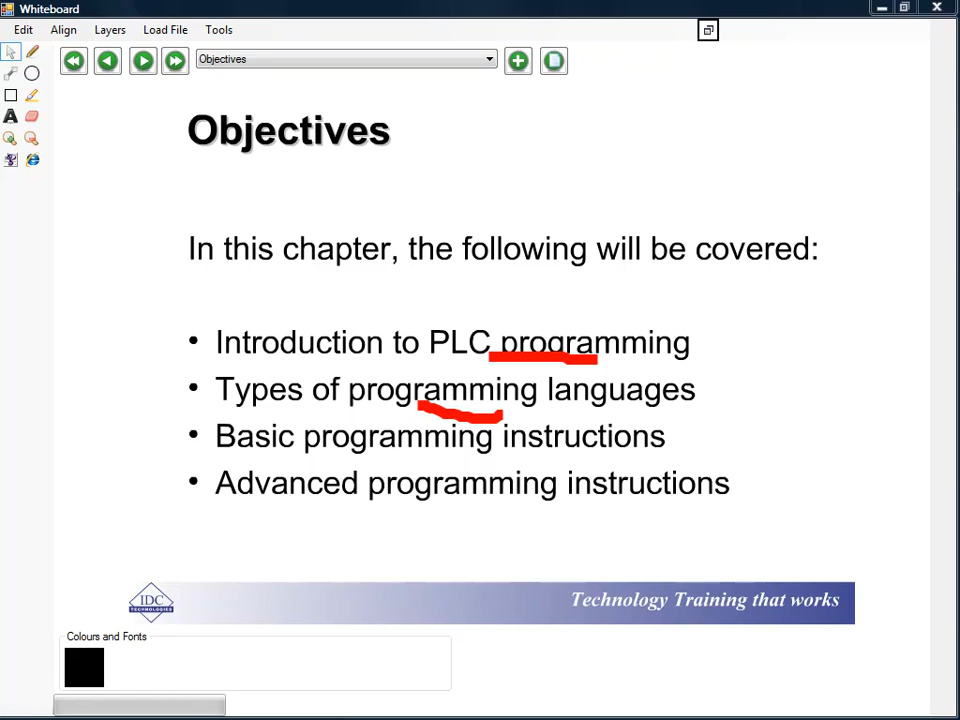 Whiteboard
Edit Align Layers Load File Tools
Objectives
Objectives
In this chapter, the following will be covered:
• Introduction to PLC programming
• Types of programming languages
• Basic programming instructions
• Advanced programming instructions
IDC
TECHNOLOGIES
Technology Training that works
Colours and Fonts